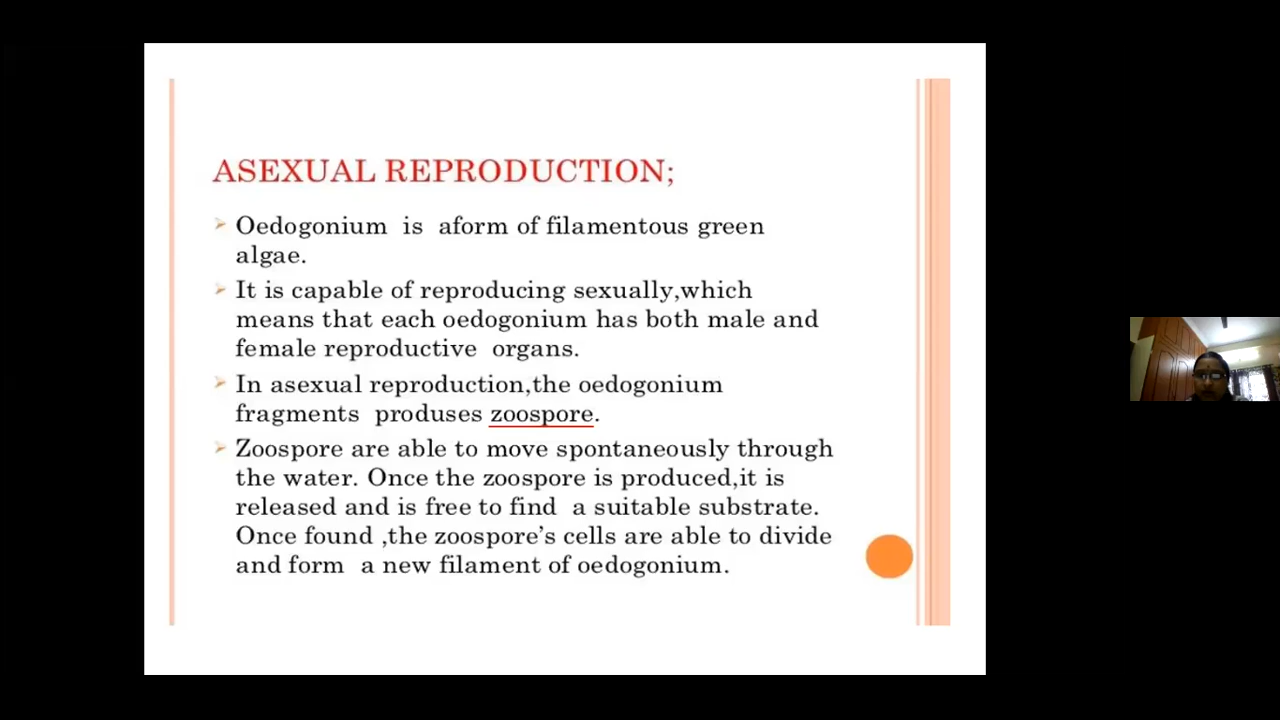 ASEXUAL REPRODUCTION;
Oedogonium is aform of filamentous green
algae.
It is capable of reproducing sexually,which
means that each oedogonium has both male and
female reproductive organs.
In asexual reproduction,the oedogonium
fragments produses zoospore.
Zoospore are able to move spontaneously through
the water. Once the zoospore is produced,it is
released and is free to find a suitable substrate.
Once found ,the zoospore’s cells are able to divide
and form a new filament of oedogonium.